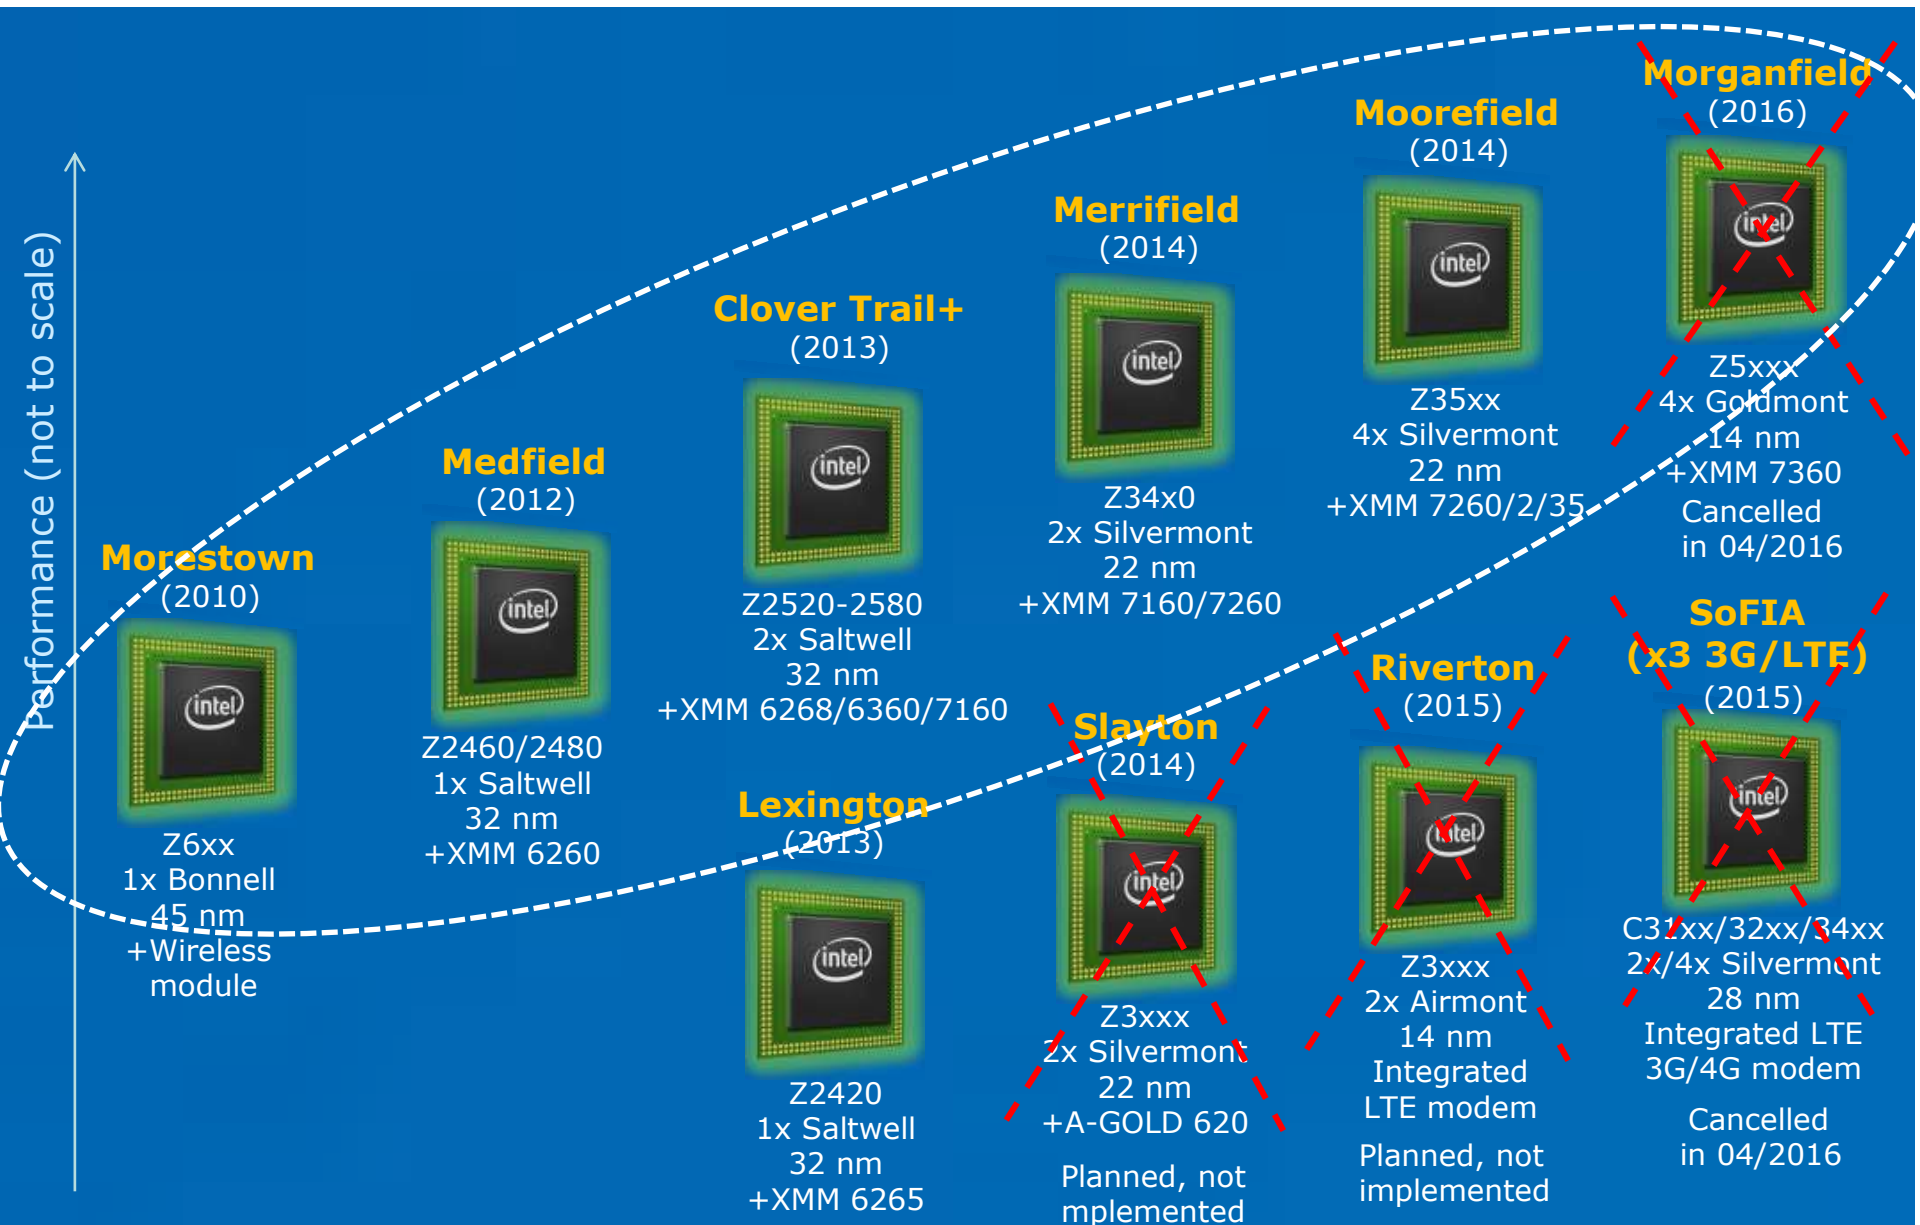 Performance (not to scale)
Morestown
(2010)
intel
Z6xx
1x Bonnell
45 nm
+Wireless
module
Medfield
(2012)
intel
Z2460/2480
1x Saltwell
32 nm
+XMM 6260
Clover Trail+
(2013)
intel
Z2520-2580
2x Saltwell
32 nm
+XMM 6268/6360/7160
Merrifield
(2014)
intel
Z34x0
2x Silvermont
22 nm
+XMM 7160/7260
Moorefield
(2014)
intel
Z35xx
4x Silvermont
22 nm
+XMM 7260/2/35
Morganfield
(2016)
intel
Z5xxx
4x Goldmont
14 nm
+XMM 7360
Cancelled
in 04/2016
Lexington
(2013)
intel
Z2420
1x Saltwell
32 nm
+XMM 6265
Slayton
(2014)
intel
Z3xxx
2x Silvermont
22 nm
+A-GOLD 620
Planned, not
mplemented
Riverton
(2015)
intel
Z3xxx
2x Airmont
14 nm
Integrated
LTE modem
Planned, not
implemented
SoFIA
(x3 3G/LTE)
(2015)
intel
C31xx/32xx/34xx
2x/4x Silvermont
28 nm
Integrated LTE
3G/4G modem
Cancelled
in 04/2016